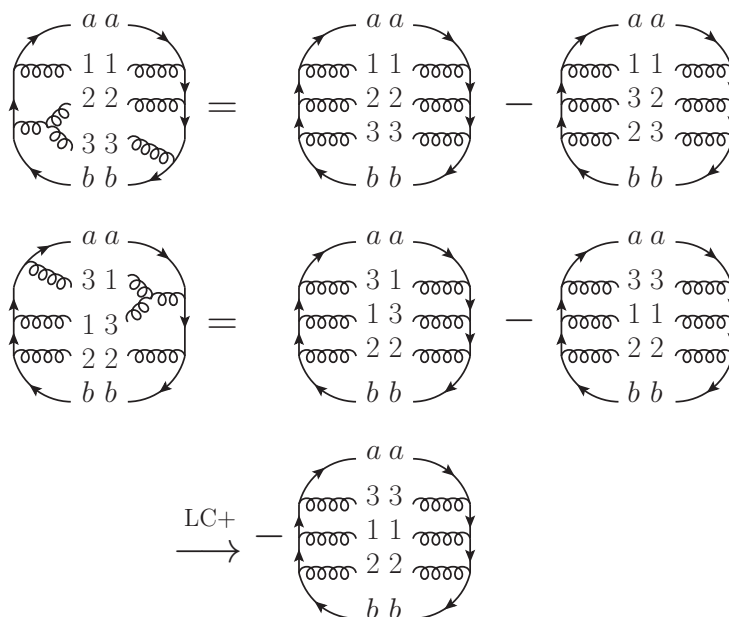 a a a a a a
1 1 1 1 1 1
2 2 = 2 2 − 3 2
3 3 3 3 2 3
b b b b b b
a a a a a a
3 1 3 1 3 3
1 3 = 1 3 − 1 1
2 2 2 2 2 2
b b b b b b
a a
3 3
LC+ − 1 1
2 2
b b